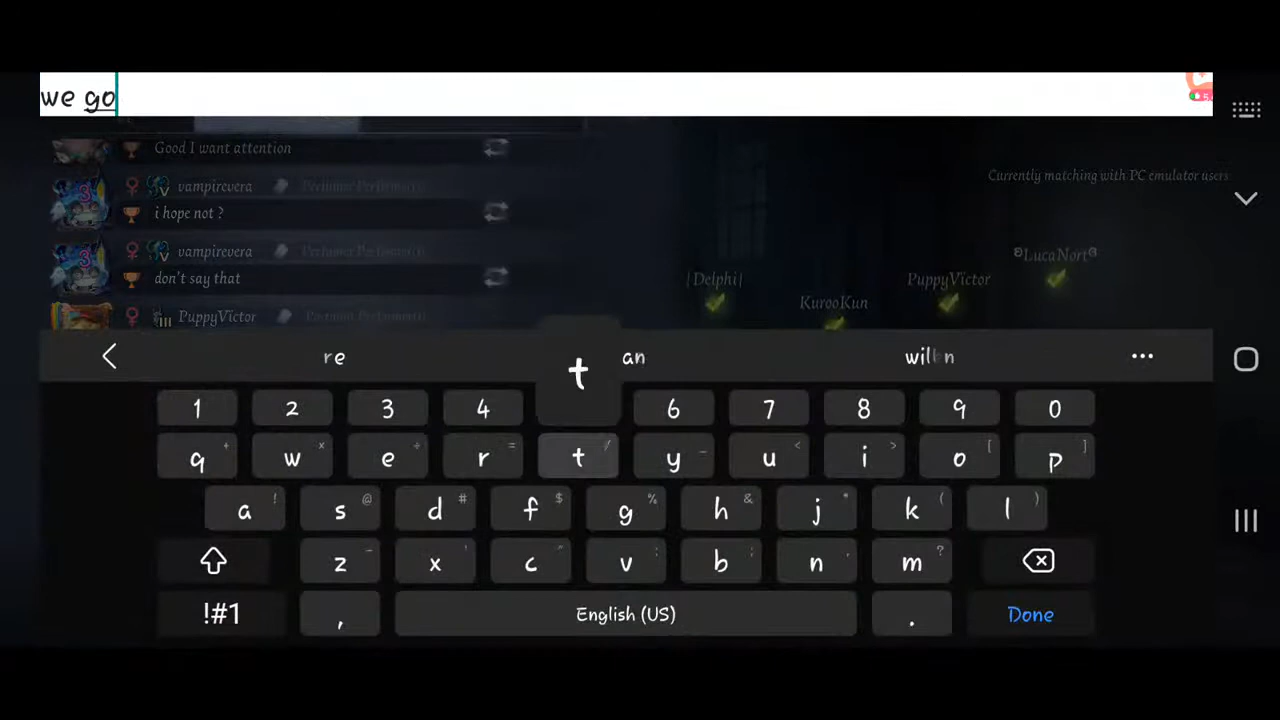 we go
Good I want attention
Currently matching with PC emulator users
vampirevera
i hope not ?
vampirevera
don't say that
PuppyVictor
|Delphi|
KurooKun
PuppyVictor
LucaNort
re
t
an
1 2 3 4 6 7 8 9 0
q + w × e ÷ r = t / y _ u < i > o [ p ]
a ! s @ d # f $ g % h & j * k ( l )
z - x ' c " v : b ; n , m ?
!#1 , English (US) . Done